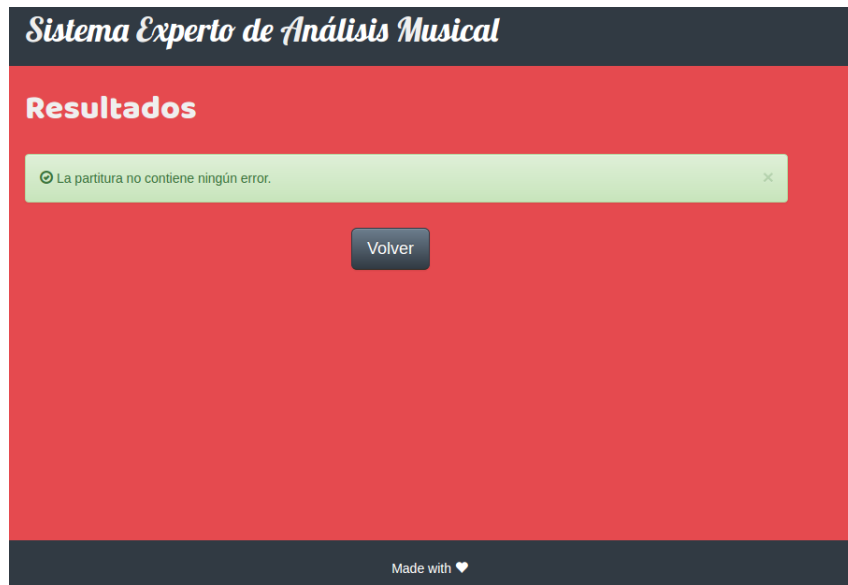 Sistema Experto de Análisis Musical
Resultados
La partitura no contiene ningún error. ×
Volver
Made with ♥